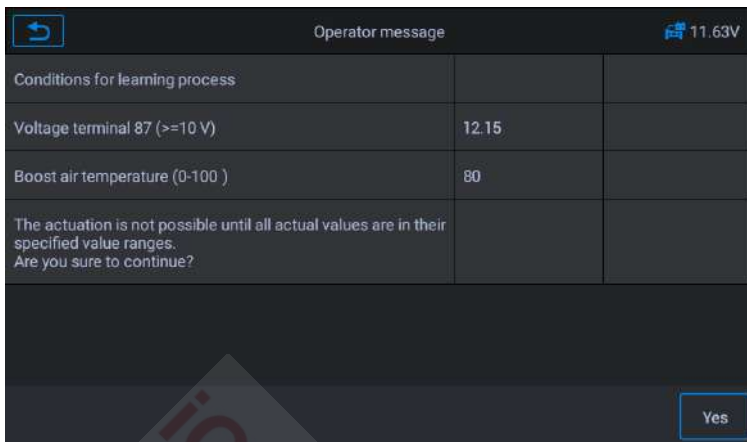 Operator message
11.63V
Conditions for learning process
Voltage terminal 87 (>=10 V) 12.15
Boost air temperature (0-100 ) 80
The actuation is not possible until all actual values are in their
specified value ranges.
Are you sure to continue?
Yes